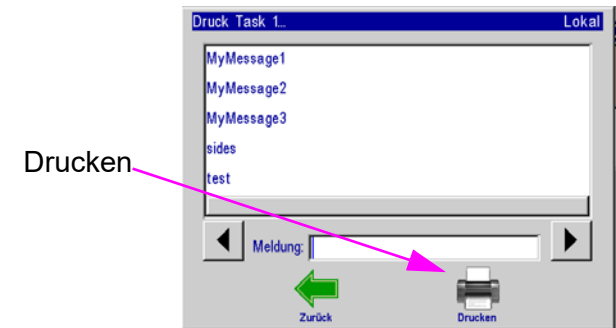 Druck Task 1... Lokal
MyMessage1
MyMessage2
MyMessage3
Drucken
sides
test
Meldung:
Zurück Drucken